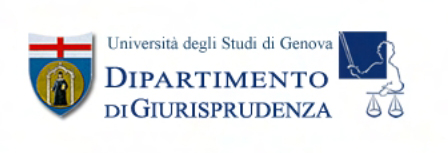 Università degli Studi di Genova
DIPARTIMENTO
DI GIURISPRUDENZA